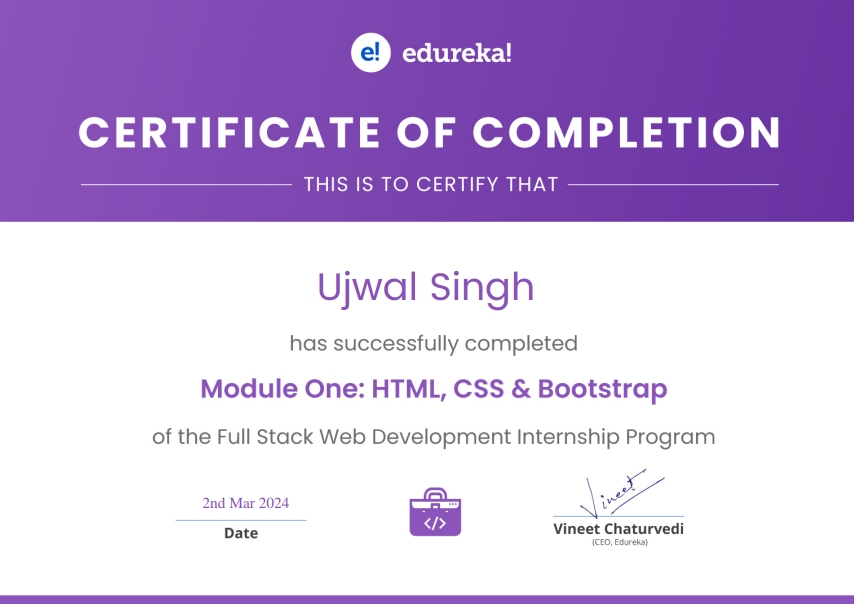 e! edureka!
CERTIFICATE OF COMPLETION
THIS IS TO CERTIFY THAT
Ujwal Singh
has successfully completed
Module One: HTML, CSS & Bootstrap
of the Full Stack Web Development Internship Program
2nd Mar 2024
Date
</>
Vineet
Vineet Chaturvedi
(CEO, Edureka)